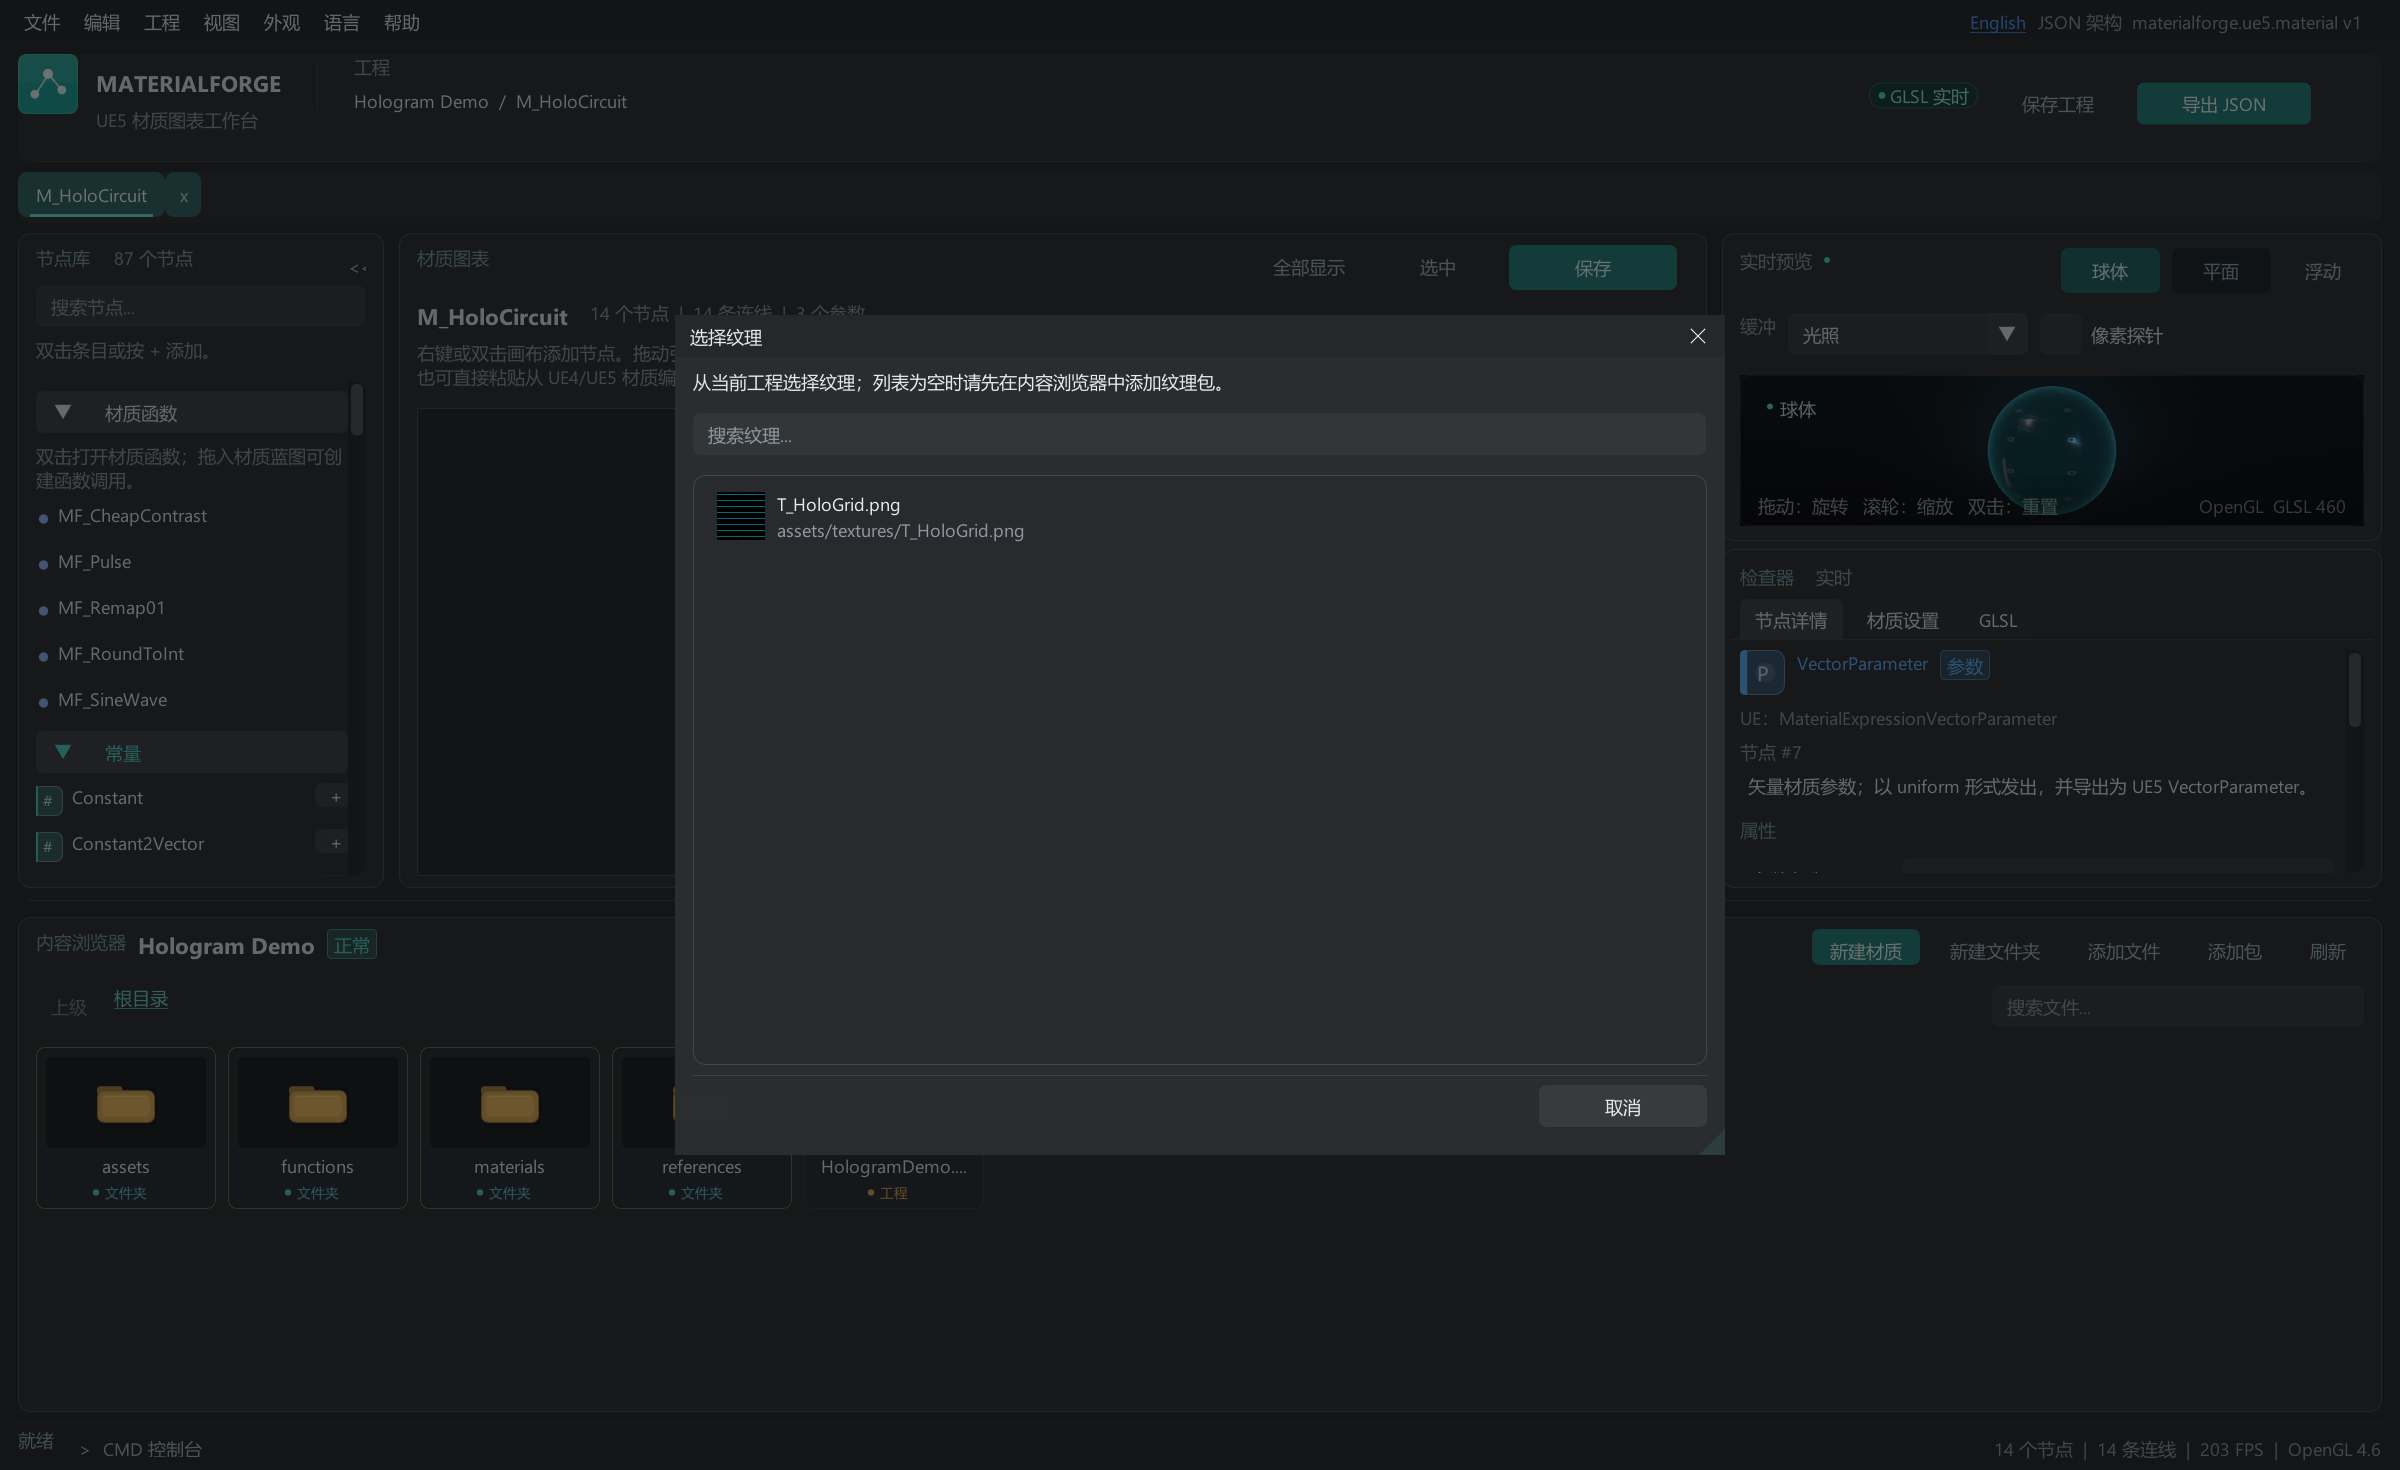 文件 编辑 工程 视图 外观 语言 帮助
English JSON 架构 materialforge.ue5.material v1
MATERIALFORGE
UE5 材质图表工作台
工程
Hologram Demo / M_HoloCircuit
GLSL 实时
保存工程
导出 JSON
M_HoloCircuit x
节点库 87 个节点
<
搜索节点...
双击条目或按 + 添加。
材质函数
双击打开材质函数；拖入材质蓝图可创
建函数调用。
MF_CheapContrast
MF_Pulse
MF_Remap01
MF_RoundToInt
MF_SineWave
常量
# Constant +
# Constant2Vector +
材质图表
全部显示 选中 保存
M_HoloCircuit 14 个节点 | 14 条连线 | 3 个参数
右键或双击画布添加节点。拖动
也可直接粘贴从 UE4/UE5 材质编
选择纹理
从当前工程选择纹理；列表为空时请先在内容浏览器中添加纹理包。
搜索纹理...
T_HoloGrid.png
assets/textures/T_HoloGrid.png
取消
实时预览
球体 平面 浮动
缓冲 光照 像素探针
球体
拖动：旋转 滚轮：缩放 双击：重置
OpenGL GLSL 460
检查器 实时
节点详情 材质设置 GLSL
P VectorParameter 参数
UE：MaterialExpressionVectorParameter
节点 #7
矢量材质参数；以 uniform 形式发出，并导出为 UE5 VectorParameter。
属性
内容浏览器 Hologram Demo 正常
新建材质 新建文件夹 添加文件 添加包 刷新
上级 根目录
搜索文件...
assets
文件夹
functions
文件夹
materials
文件夹
references
文件夹
HologramDemo....
工程
就绪 > CMD 控制台
14 个节点 | 14 条连线 | 203 FPS | OpenGL 4.6